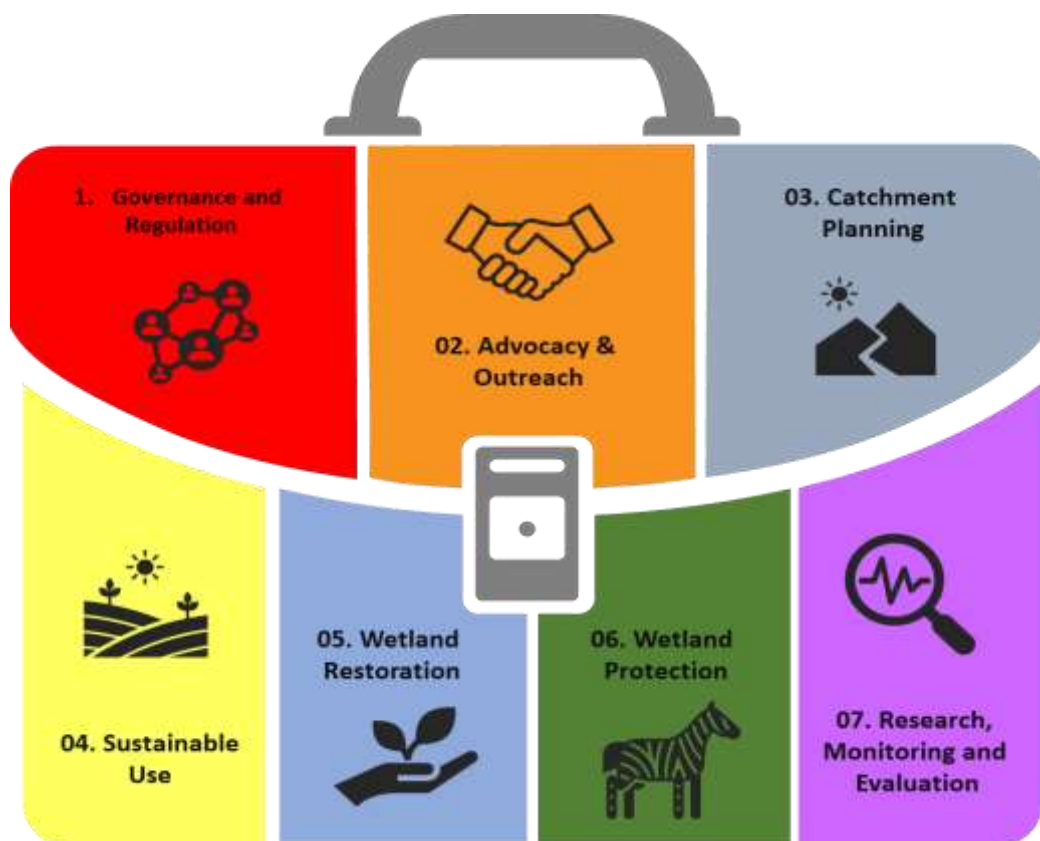 1. Governance and
Regulation
02. Advocacy &
Outreach
03. Catchment
Planning
04. Sustainable
Use
05. Wetland
Restoration
06. Wetland
Protection
07. Research,
Monitoring and
Evaluation